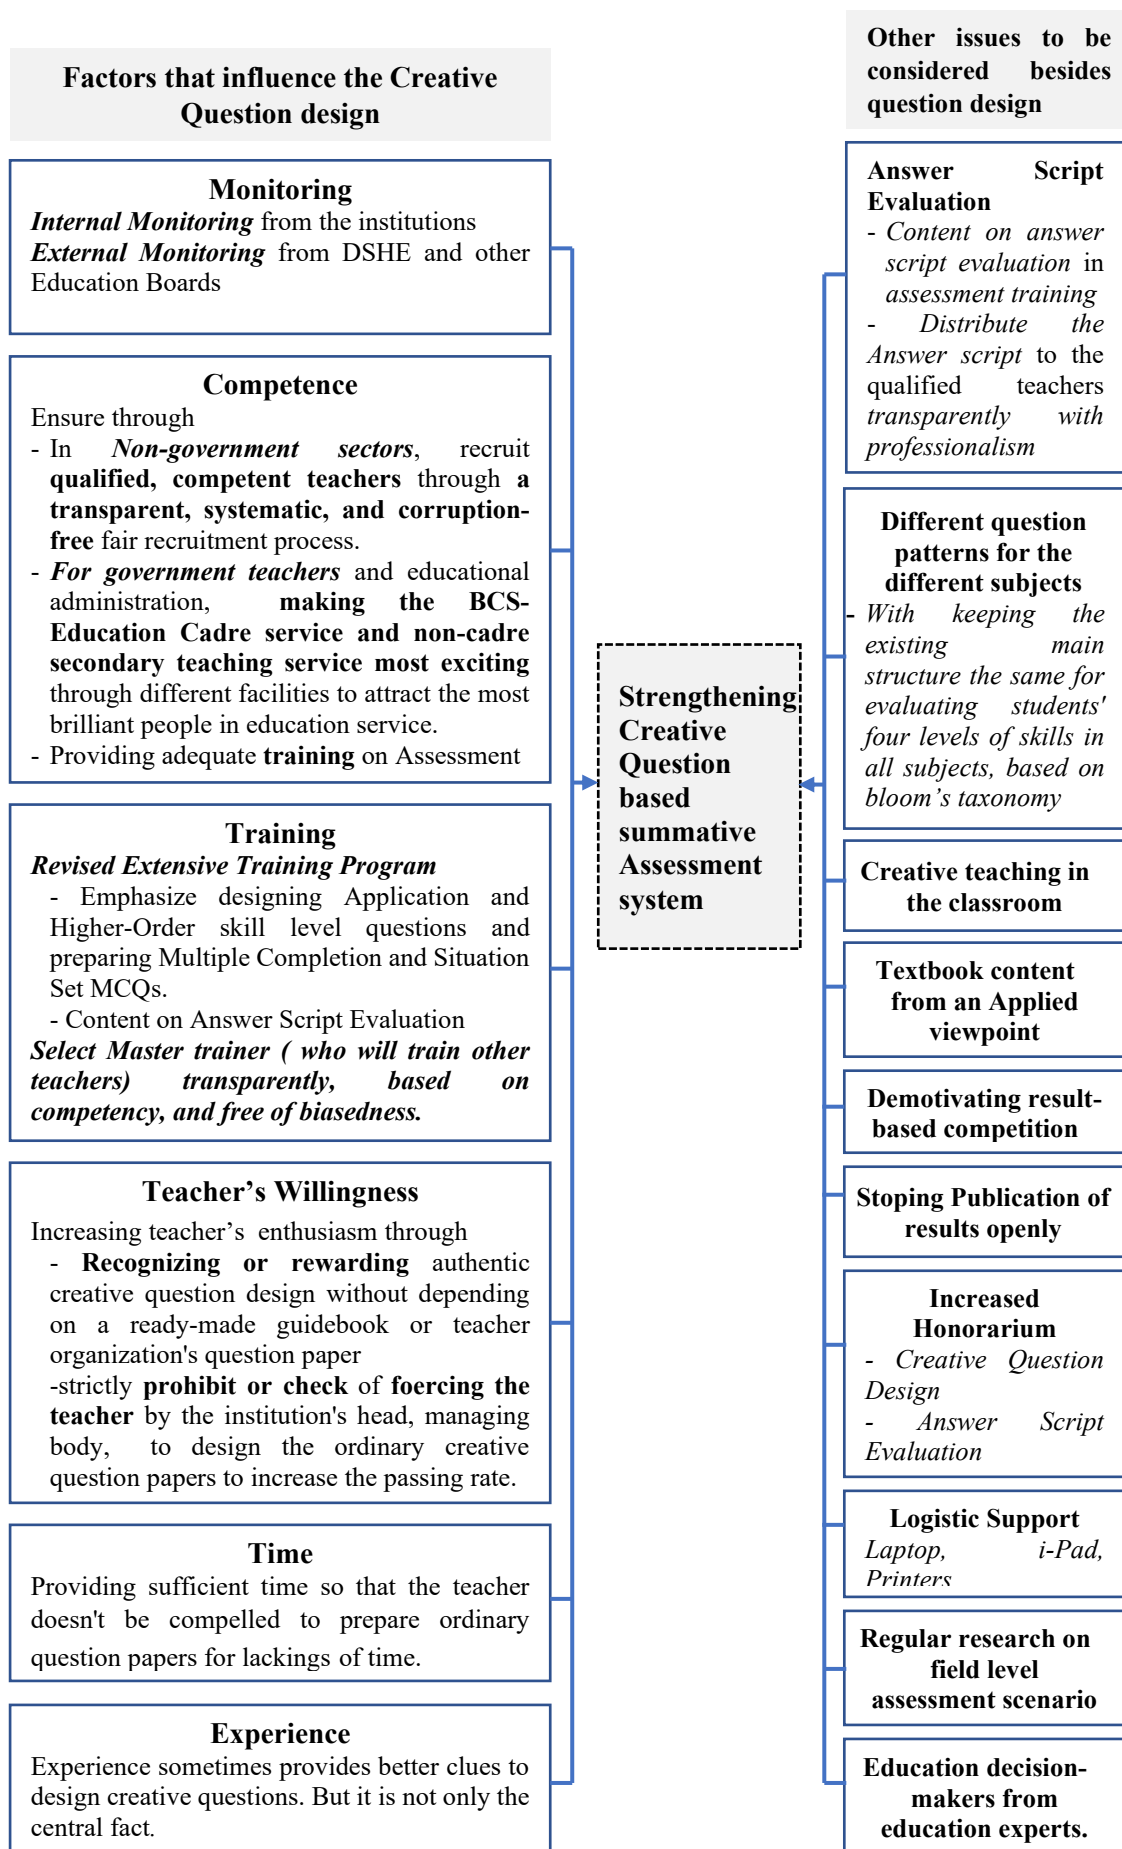 Factors that influence the Creative
Question design
Monitoring
Internal Monitoring from the institutions
External Monitoring from DSHE and other
Education Boards
Competence
Ensure through
- In Non-government sectors, recruit
qualified, competent teachers through a
transparent, systematic, and corruption-
free fair recruitment process.
- For government teachers and educational
administration, making the BCS-
Education Cadre service and non-cadre
secondary teaching service most exciting
through different facilities to attract the most
brilliant people in education service.
- Providing adequate training on Assessment
Training
Revised Extensive Training Program
- Emphasize designing Application and
Higher-Order skill level questions and
preparing Multiple Completion and Situation
Set MCQs.
- Content on Answer Script Evaluation
Select Master trainer ( who will train other
teachers) transparently, based on
competency, and free of biasedness.
Teacher's Willingness
Increasing teacher's enthusiasm through
- Recognizing or rewarding authentic
creative question design without depending
on a ready-made guidebook or teacher
organization's question paper
-strictly prohibit or check of foercing the
teacher by the institution's head, managing
body, to design the ordinary creative
question papers to increase the passing rate.
Time
Providing sufficient time so that the teacher
doesn't be compelled to prepare ordinary
question papers for lackings of time.
Experience
Experience sometimes provides better clues to
design creative questions. But it is not only the
central fact.
Strengthening
Creative
Question
based
summative
Assessment
system
Other issues to be
considered besides
question design
Answer Script
Evaluation
- Content on answer
script evaluation in
assessment training
- Distribute the
Answer script to the
qualified teachers
transparently with
professionalism
Different question
patterns for the
different subjects
- With keeping the
existing main
structure the same for
evaluating students'
four levels of skills in
all subjects, based on
bloom's taxonomy
Creative teaching in
the classroom
Textbook content
from an Applied
viewpoint
Demotivating result-
based competition
Stoping Publication of
results openly
Increased
Honorarium
- Creative Question
Design
- Answer Script
Evaluation
Logistic Support
Laptop, i-Pad,
Printers
Regular research on
field level
assessment scenario
Education decision-
makers from
education experts.